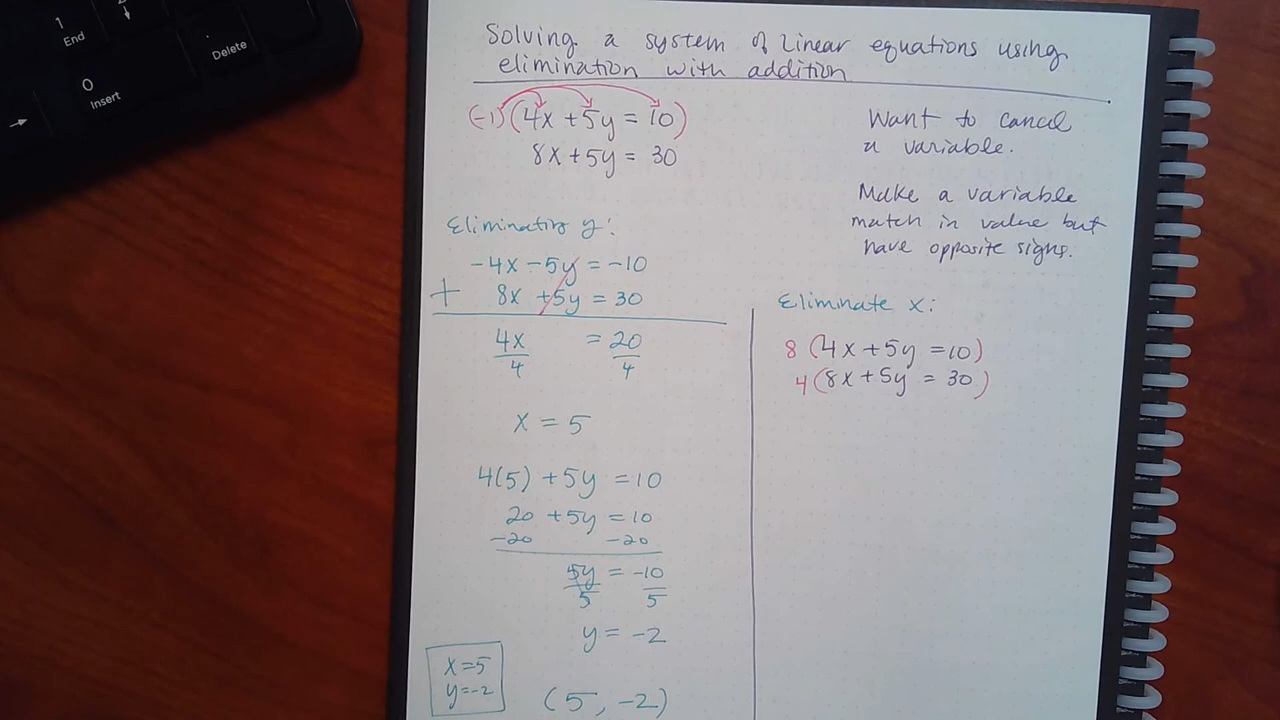 1
End
0
Insert
Delete
Solving a system of linear equations using
elimination with addition
(-1)(4x + 5y = 10)
8x + 5y = 30
Want to cancel
a variable.
Make a variable
match in value but
have opposite signs.
Eliminating y:
-4x - 5y = -10
+ 8x + 5y = 30
4x = 20
4 4
x = 5
4(5) + 5y = 10
20 + 5y = 10
-20 -20
5y = -10
5 5
y = -2
x = 5
y = -2
(5, -2)
Eliminate x:
8 (4x + 5y = 10)
4 (8x + 5y = 30)